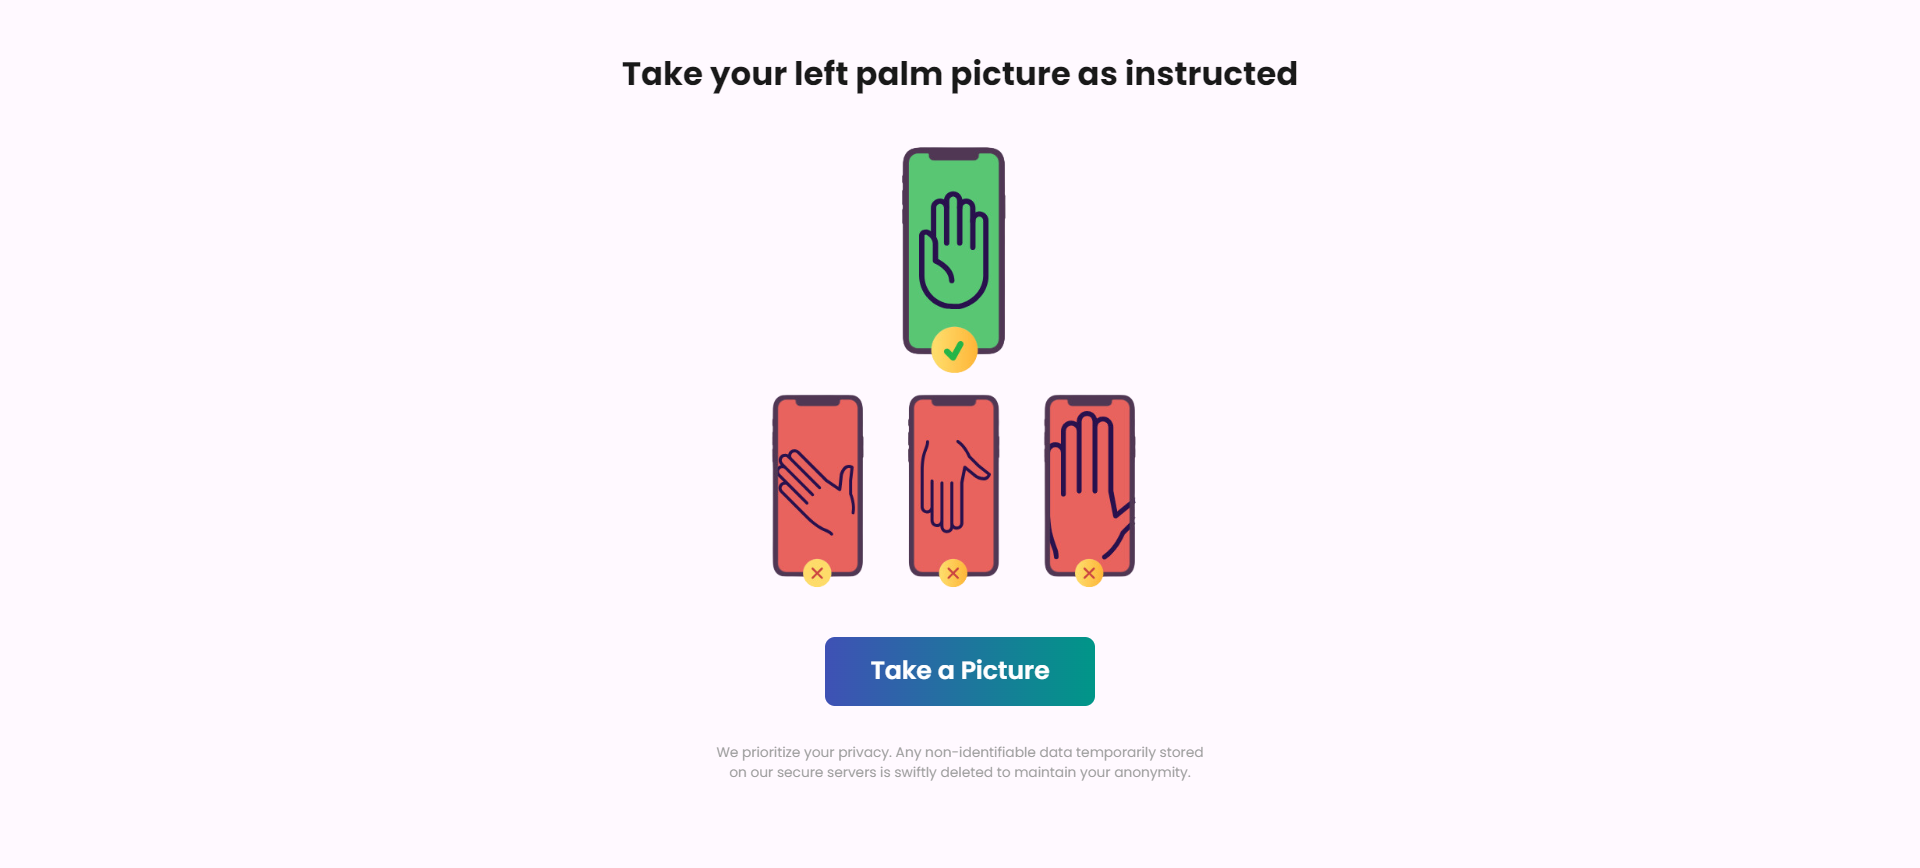 Take your left palm picture as instructed
Take a Picture
We prioritize your privacy. Any non-identifiable data temporarily stored
on our secure servers is swiftly deleted to maintain your anonymity.